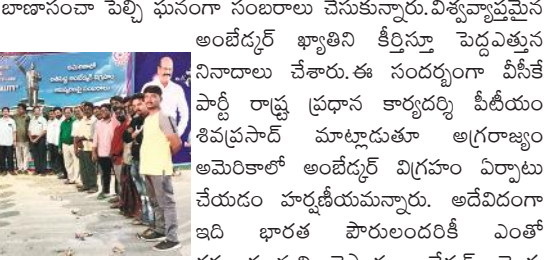 బాణాసంచా పేల్చి ఘనంగా సంబరాలు చేసుకున్నారు.విశ్వవ్యాప్తమైన
అంబేడ్కర్ ఖ్యాతిని కీర్తిస్తూ పెద్దఎత్తున
నినాదాలు చేశారు.ఈ సందర్భంగా వీసీకే
పార్టీ రాష్ట్ర ప్రధాన కార్యదర్శి పీటీయం
శివప్రసాద్ మాట్లాడుతూ అగ్రరాజ్యం
అమెరికాలో అంబేడ్కర్ విగ్రహం ఏర్పాటు
చేయడం హర్షణీయమన్నారు. అదేవిదంగా
ఇది భారత పౌరులందరికీ ఎంతో